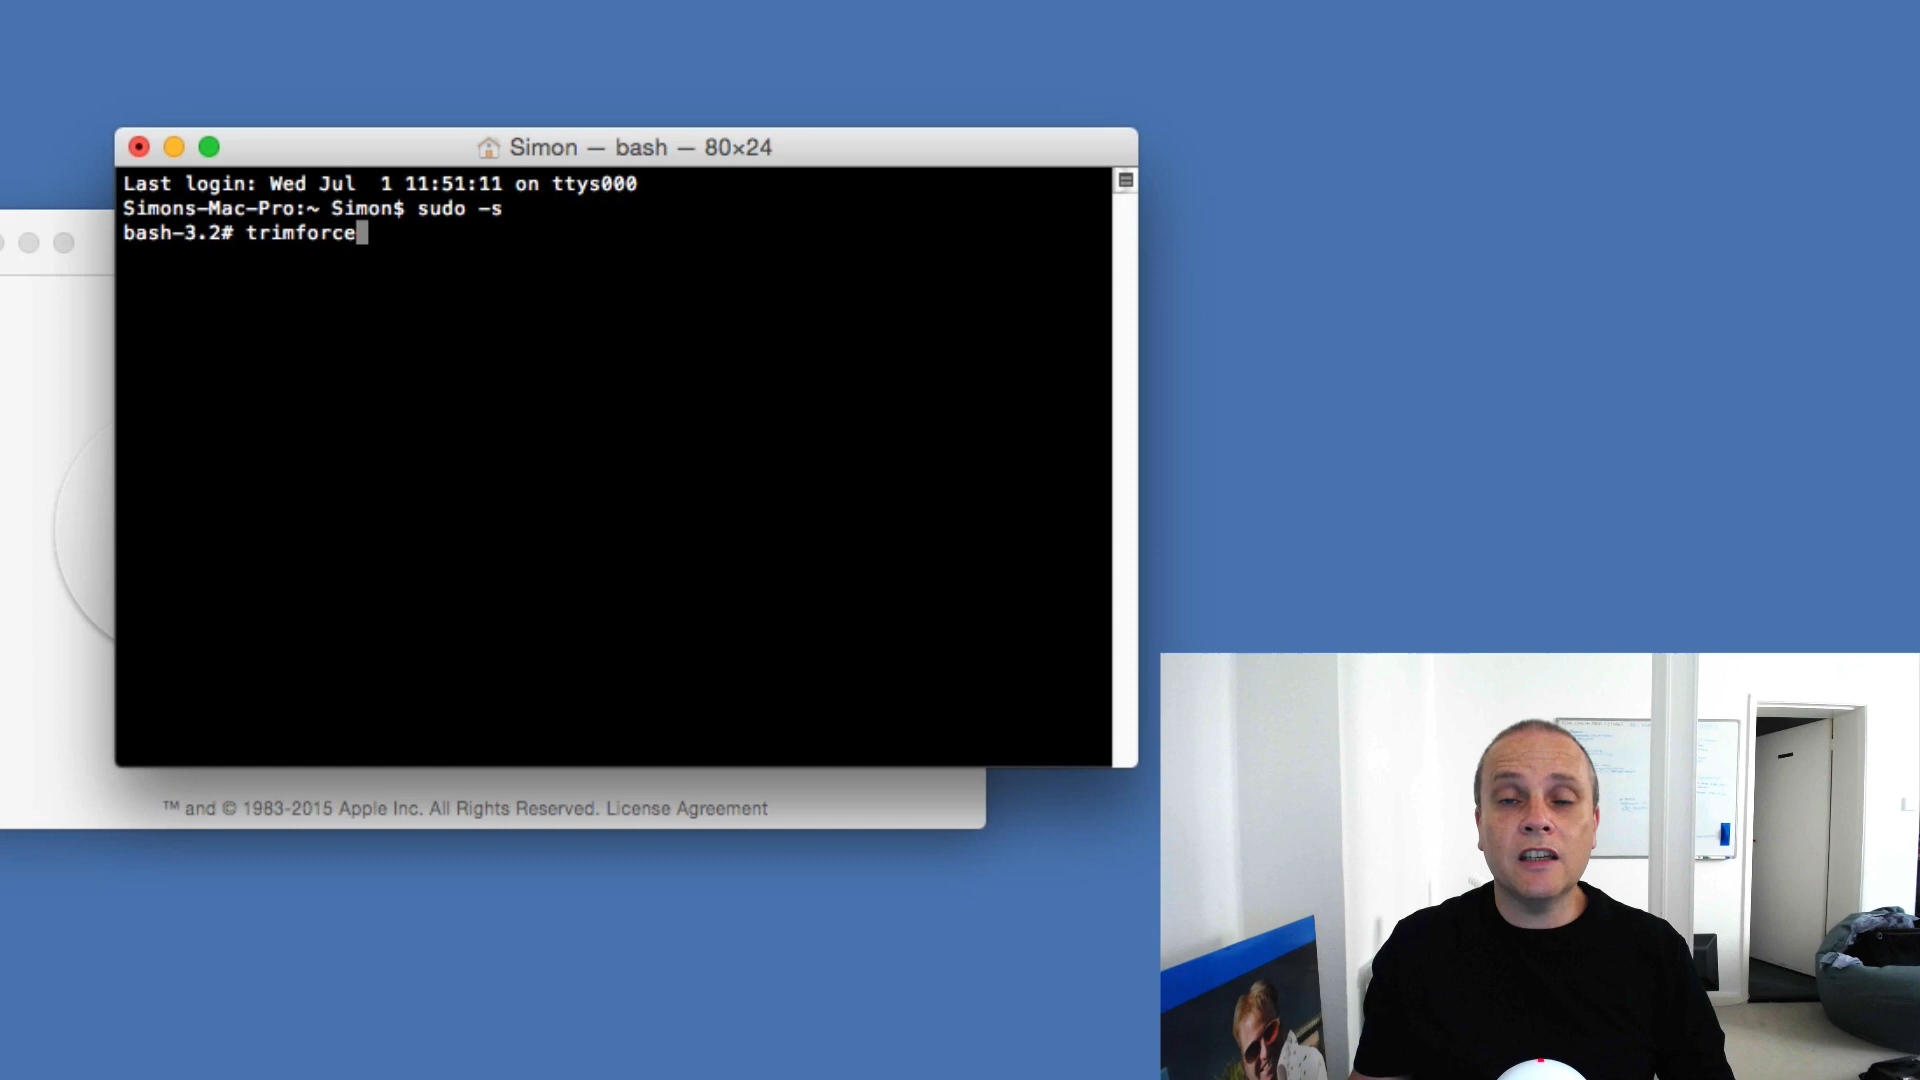 Simon — bash — 80×24
Last login: Wed Jul  1 11:51:11 on ttys000
Simons-Mac-Pro:~ Simon$ sudo -s
bash-3.2# trimforce
™ and © 1983-2015 Apple Inc. All Rights Reserved. License Agreement